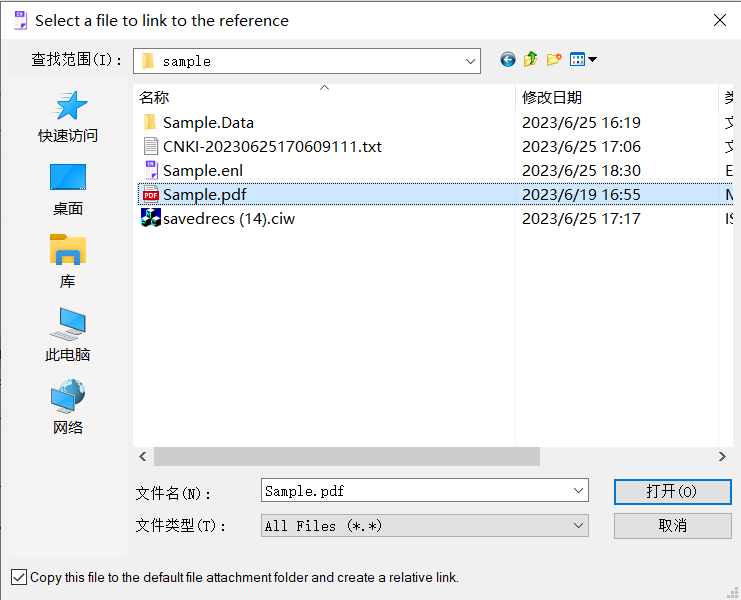 Select a file to link to the reference
查找范围(I)： sample
名称 修改日期
Sample.Data 2023/6/25 16:19
CNKI-20230625170609111.txt 2023/6/25 17:06
Sample.enl 2023/6/25 18:30
PDF Sample.pdf 2023/6/19 16:55
savedrecs (14).ciw 2023/6/25 17:17
快速访问
桌面
库
此电脑
网络
文件名(N)： Sample.pdf 打开(O)
文件类型(T)： All Files (*.*) 取消
Copy this file to the default file attachment folder and create a relative link.